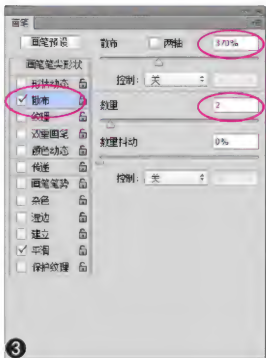 画笔
画笔预设
画笔笔尖形状
形状动态
散布
纹理
双重画笔
颜色动态
传递
画笔笔势
杂色
湿边
建立
平滑
保护纹理
散布 两轴 370%
控制: 关
数量 2
数量抖动 0%
控制: 关
3